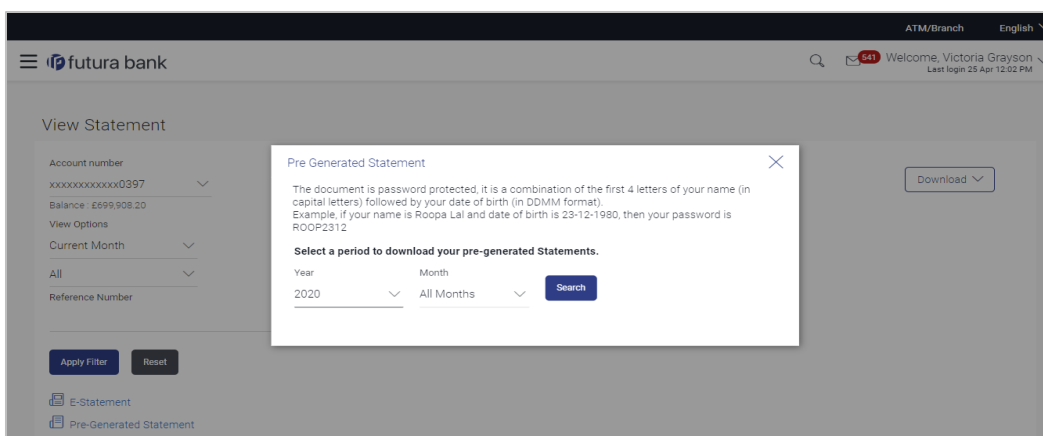 ATM/Branch English
futura bank
541 Welcome, Victoria Grayson
Last login 25 Apr 12:02 PM
View Statement
Account number
xxxxxxxxxxxx0397
Balance : £699,908.20
View Options
Current Month
All
Reference Number
Apply Filter Reset
E-Statement
Pre-Generated Statement
Download
Pre Generated Statement
The document is password protected, it is a combination of the first 4 letters of your name (in
capital letters) followed by your date of birth (in DDMM format).
Example, if your name is Roopa Lal and date of birth is 23-12-1980, then your password is
ROOP2312
Select a period to download your pre-generated Statements.
Year Month
2020 All Months Search